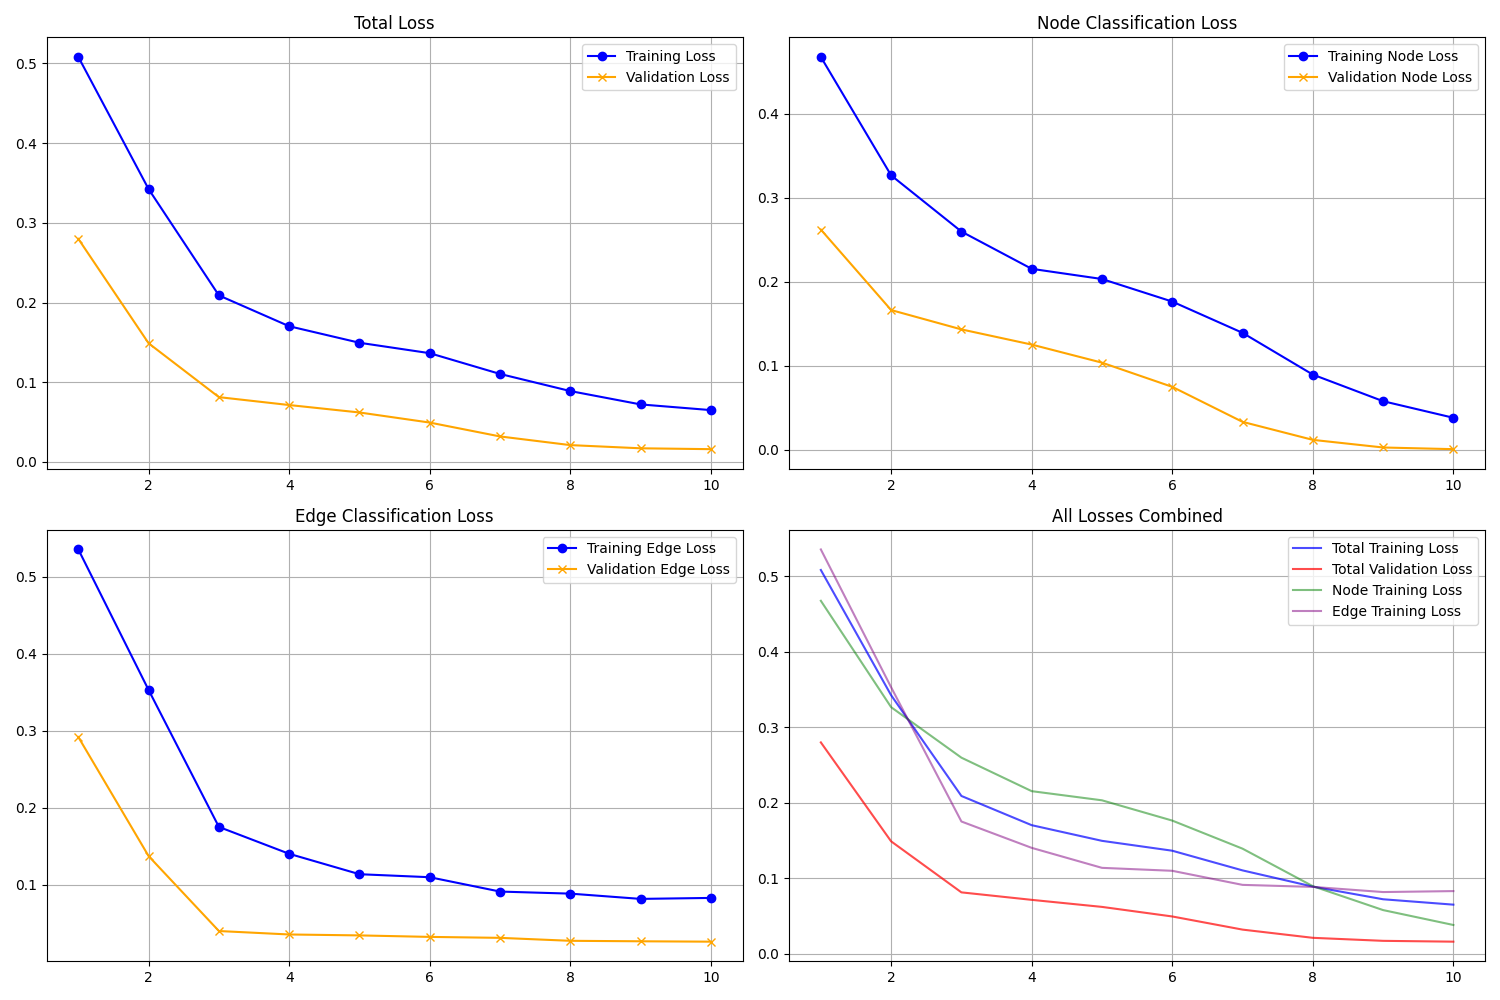 Total Loss
Training Loss
Validation Loss
0.5
0.4
0.3
0.2
0.1
0.0
2 4 6 8 10
Node Classification Loss
Training Node Loss
Validation Node Loss
0.4
0.3
0.2
0.1
0.0
2 4 6 8 10
Edge Classification Loss
Training Edge Loss
Validation Edge Loss
0.5
0.4
0.3
0.2
0.1
2 4 6 8 10
All Losses Combined
Total Training Loss
Total Validation Loss
Node Training Loss
Edge Training Loss
0.5
0.4
0.3
0.2
0.1
0.0
2 4 6 8 10